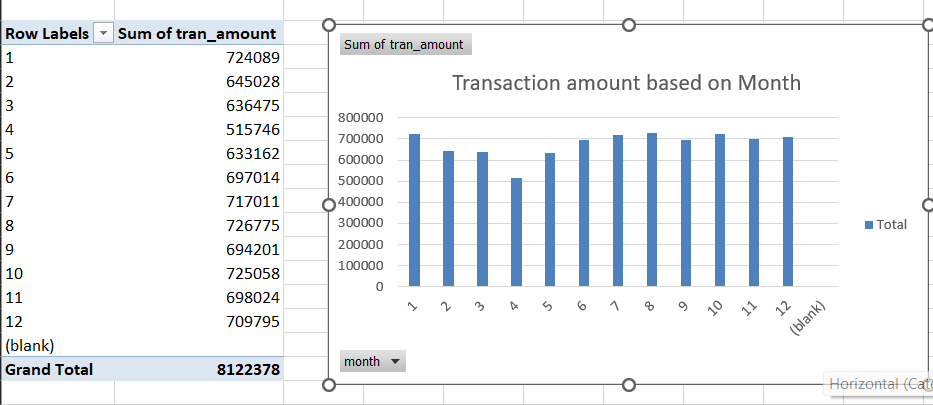 Row Labels Sum of tran_amount
1 724089
2 645028
3 636475
4 515746
5 633162
6 697014
7 717011
8 726775
9 694201
10 725058
11 698024
12 709795
(blank)
Grand Total 8122378
Sum of tran_amount
Transaction amount based on Month
800000
700000
600000
500000
400000
300000
200000
100000
0
1 2 3 4 5 6 7 8 9 10 11 12 (blank)
Total
month
Horizontal (Cate